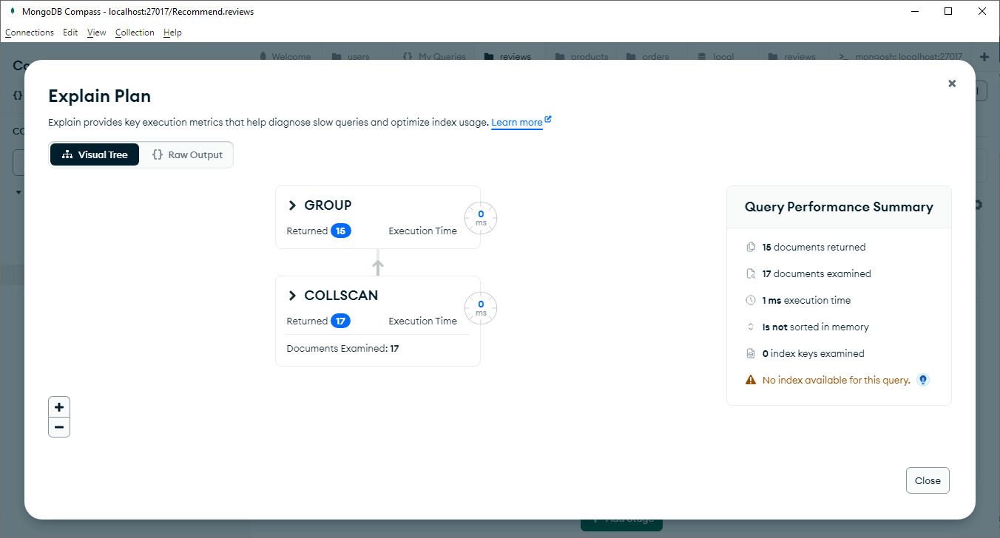 MongoDB Compass - localhost:27017/Recommend.reviews
Connections Edit View Collection Help
Welcome users {} My Queries reviews products orders local reviews >_ mongosh: localhost:27017 +
Explain Plan
Explain provides key execution metrics that help diagnose slow queries and optimize index usage. Learn more
Visual Tree {} Raw Output
GROUP
Returned 15 Execution Time
0
ms
COLLSCAN
Returned 17 Execution Time
0
ms
Documents Examined: 17
Query Performance Summary
15 documents returned
17 documents examined
1 ms execution time
Is not sorted in memory
0 index keys examined
No index available for this query.
+
−
Close